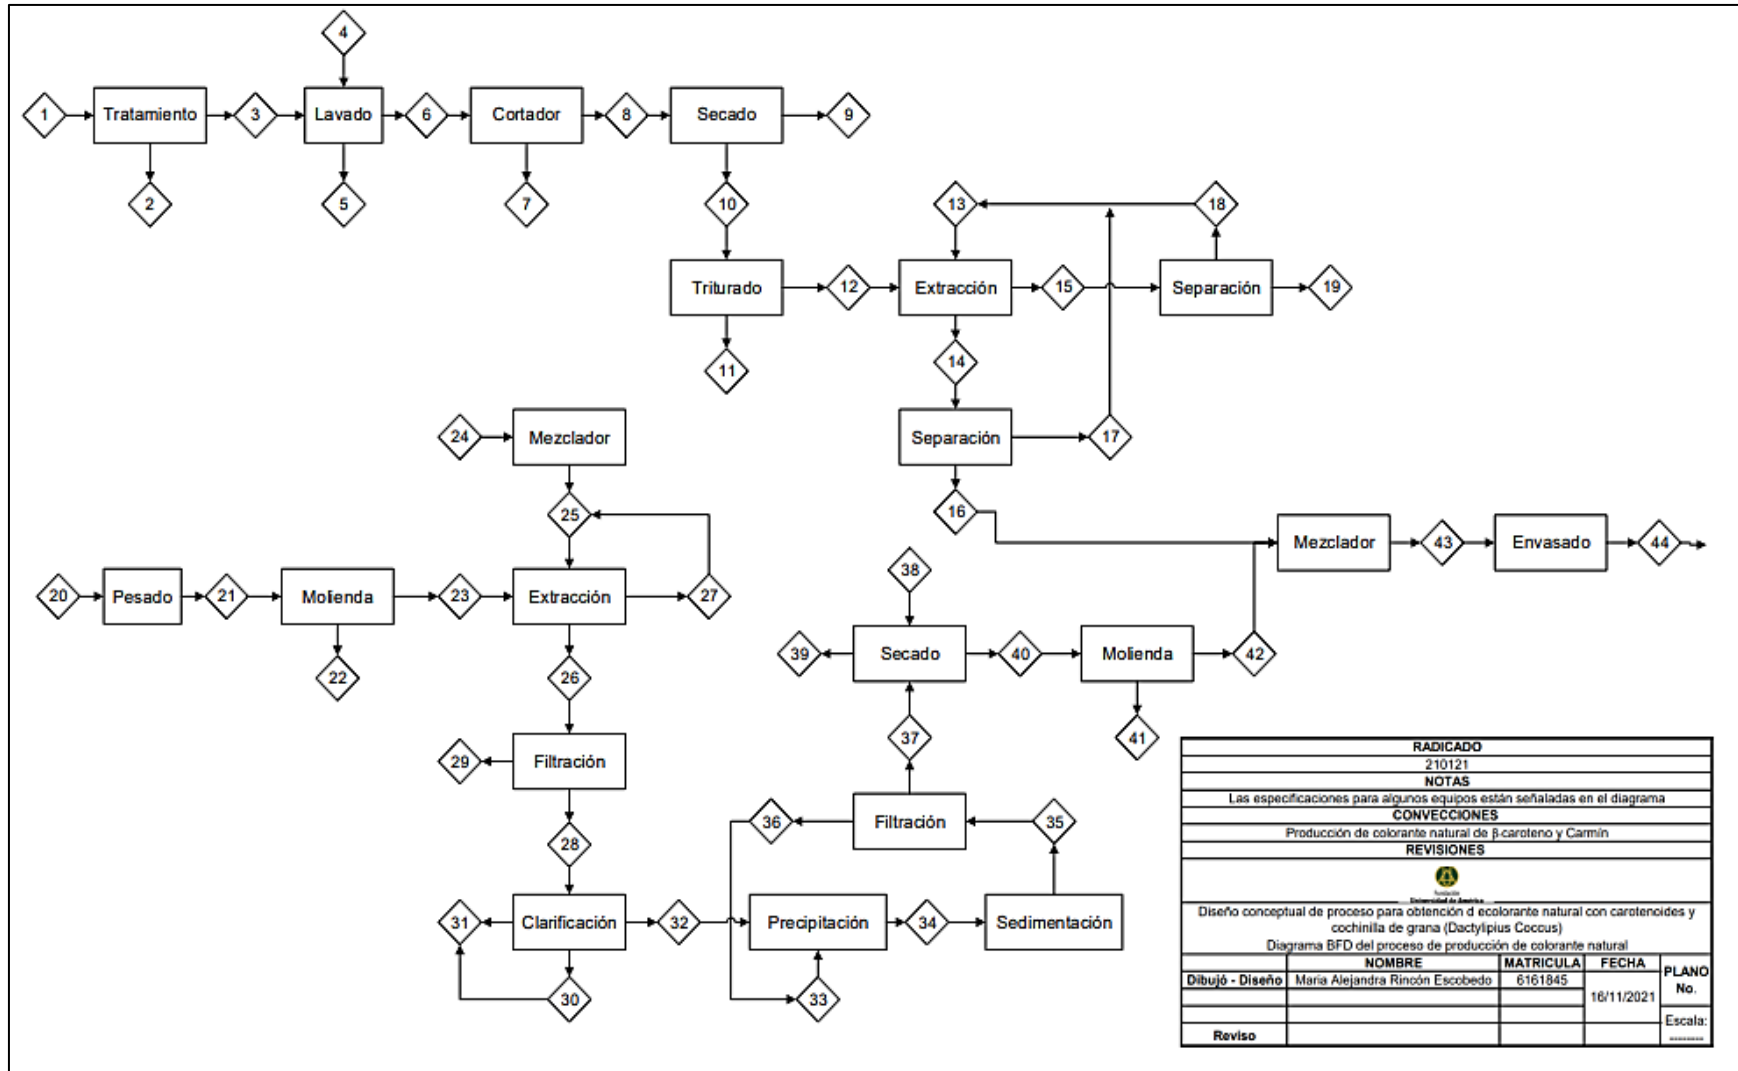 4
1
Tratamiento
3
Lavado
6
Cortador
8
Secado
9
2
5
7
10
13
18
Triturado
12
Extracción
15
Separación
19
11
14
24
Mezclador
Separación
17
25
16
Mezclador
43
Envasado
44
20
Pesado
21
Molienda
23
Extracción
27
38
22
26
39
Secado
40
Molienda
42
29
Filtración
37
41
28
36
Filtración
35
31
Clarificación
32
Precipitación
34
Sedimentación
30
33
RADICADO
210121
NOTAS
Las especificaciones para algunos equipos están señaladas en el diagrama
CONVECCIONES
Producción de colorante natural de β-caroteno y Carmín
REVISIONES
Fundación
Universidad de América
Diseño conceptual de proceso para obtención d ecolorante natural con carotenoides y
cochinilla de grana (Dactylipius Coccus)
Diagrama BFD del proceso de producción de colorante natural
NOMBRE MATRICULA FECHA PLANO
No.
Dibujó - Diseño Maria Alejandra Rincón Escobedo 6161845
16/11/2021
Escala:
--------
Reviso